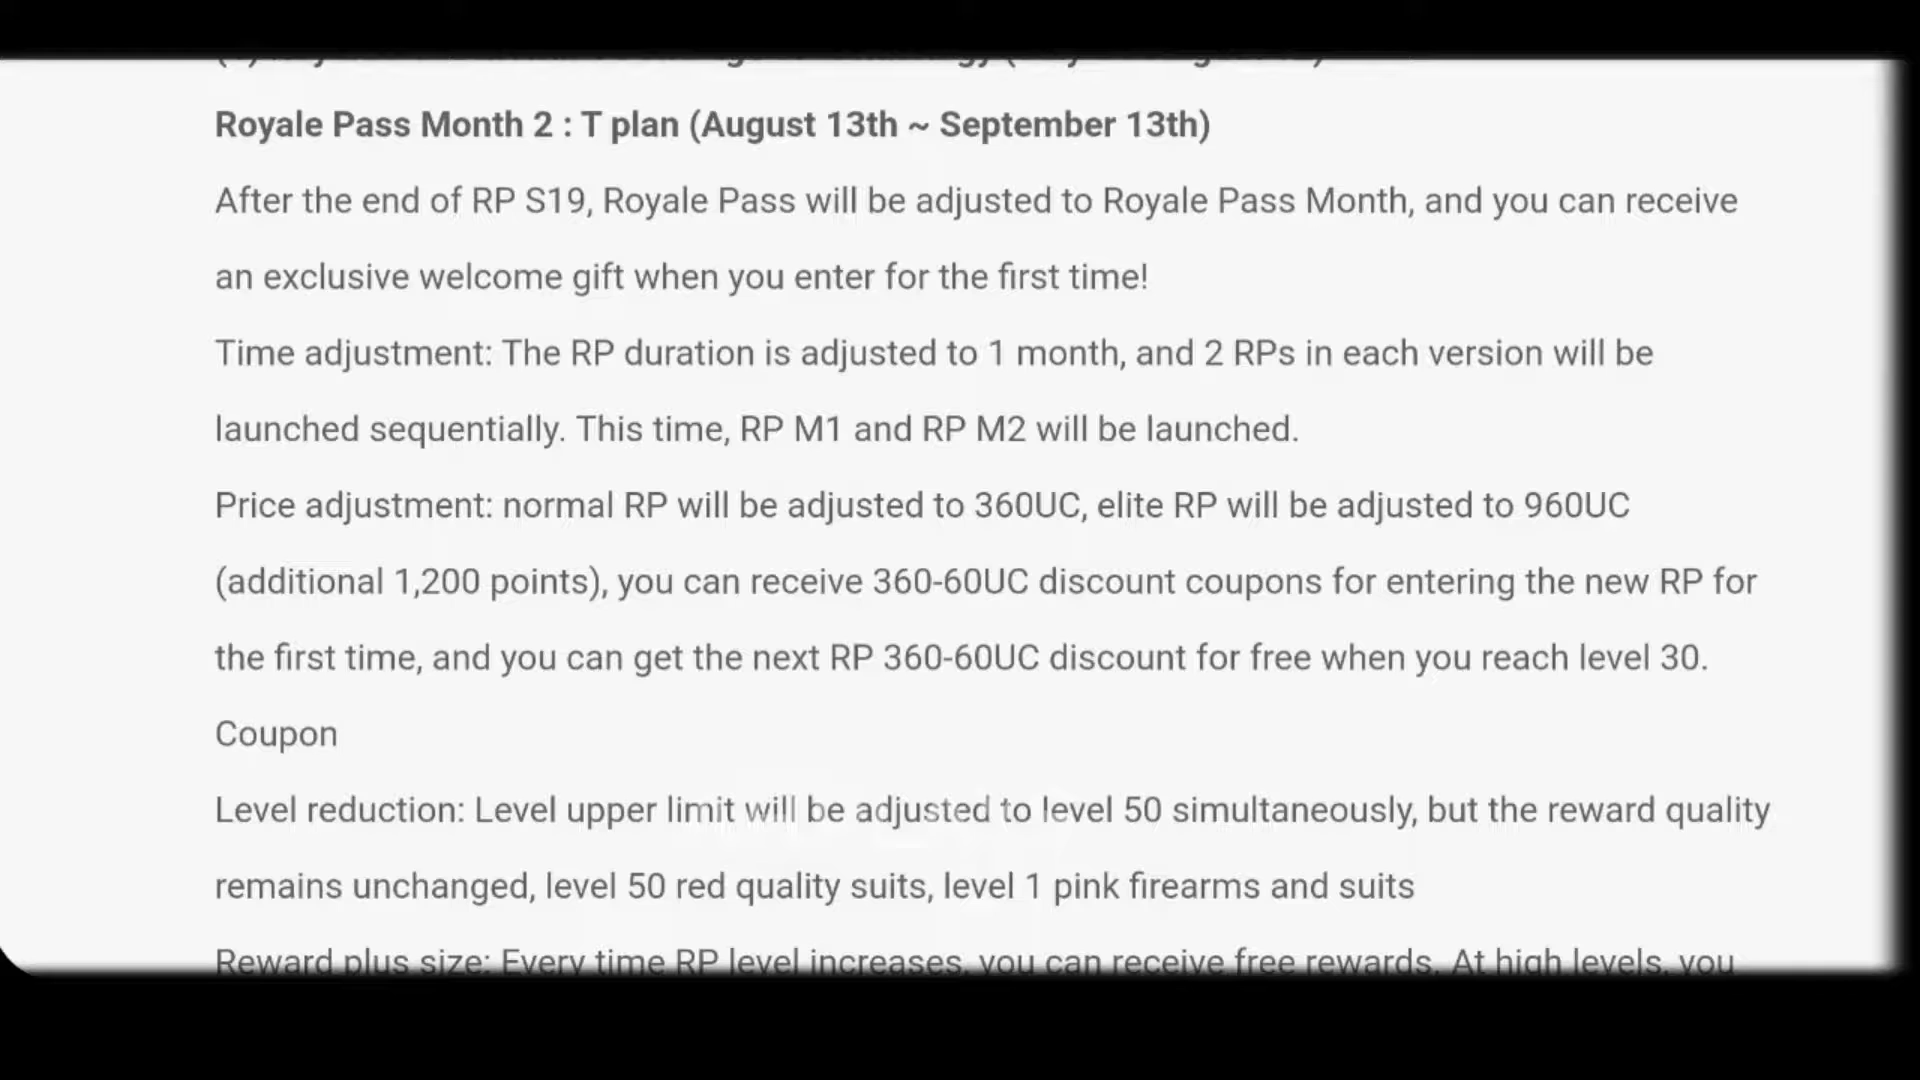 Royale Pass Month 2 : T plan (August 13th ~ September 13th)
After the end of RP S19, Royale Pass will be adjusted to Royale Pass Month, and you can receive
an exclusive welcome gift when you enter for the first time!
Time adjustment: The RP duration is adjusted to 1 month, and 2 RPs in each version will be
launched sequentially. This time, RP M1 and RP M2 will be launched.
Price adjustment: normal RP will be adjusted to 360UC, elite RP will be adjusted to 960UC
(additional 1,200 points), you can receive 360-60UC discount coupons for entering the new RP for
the first time, and you can get the next RP 360-60UC discount for free when you reach level 30.
Coupon
Level reduction: Level upper limit will be adjusted to level 50 simultaneously, but the reward quality
remains unchanged, level 50 red quality suits, level 1 pink firearms and suits
Reward plus size: Every time RP level increases, you can receive free rewards. At high levels, you